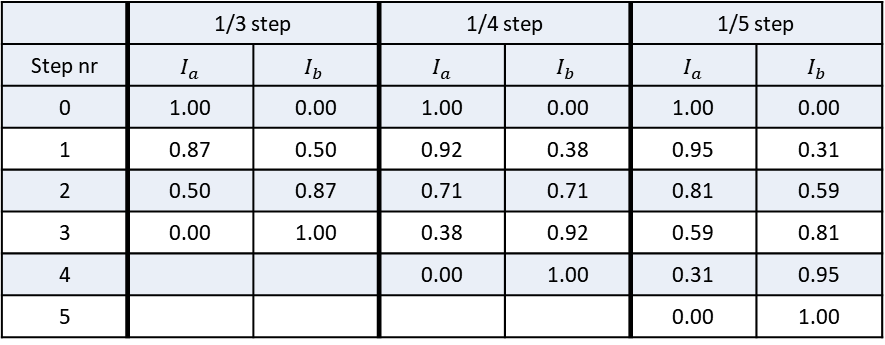 1/3 step 1/4 step 1/5 step
Step nr I_a I_b I_a I_b I_a I_b
0 1.00 0.00 1.00 0.00 1.00 0.00
1 0.87 0.50 0.92 0.38 0.95 0.31
2 0.50 0.87 0.71 0.71 0.81 0.59
3 0.00 1.00 0.38 0.92 0.59 0.81
4 0.00 1.00 0.31 0.95
5 0.00 1.00